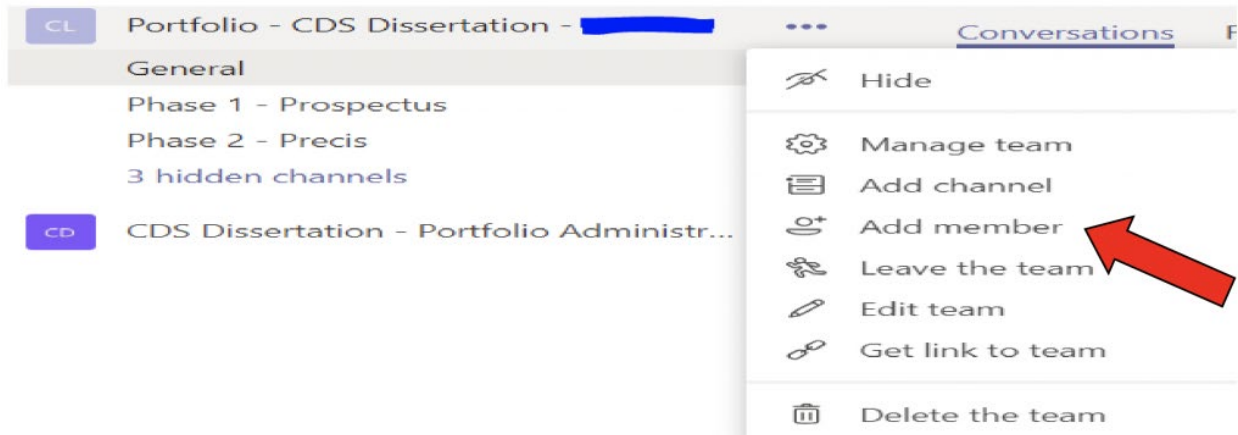 CL Portfolio - CDS Dissertation -
General
Phase 1 - Prospectus
Phase 2 - Precis
3 hidden channels
CD CDS Dissertation - Portfolio Administr...
Conversations
Hide
Manage team
Add channel
Add member
Leave the team
Edit team
Get link to team
Delete the team